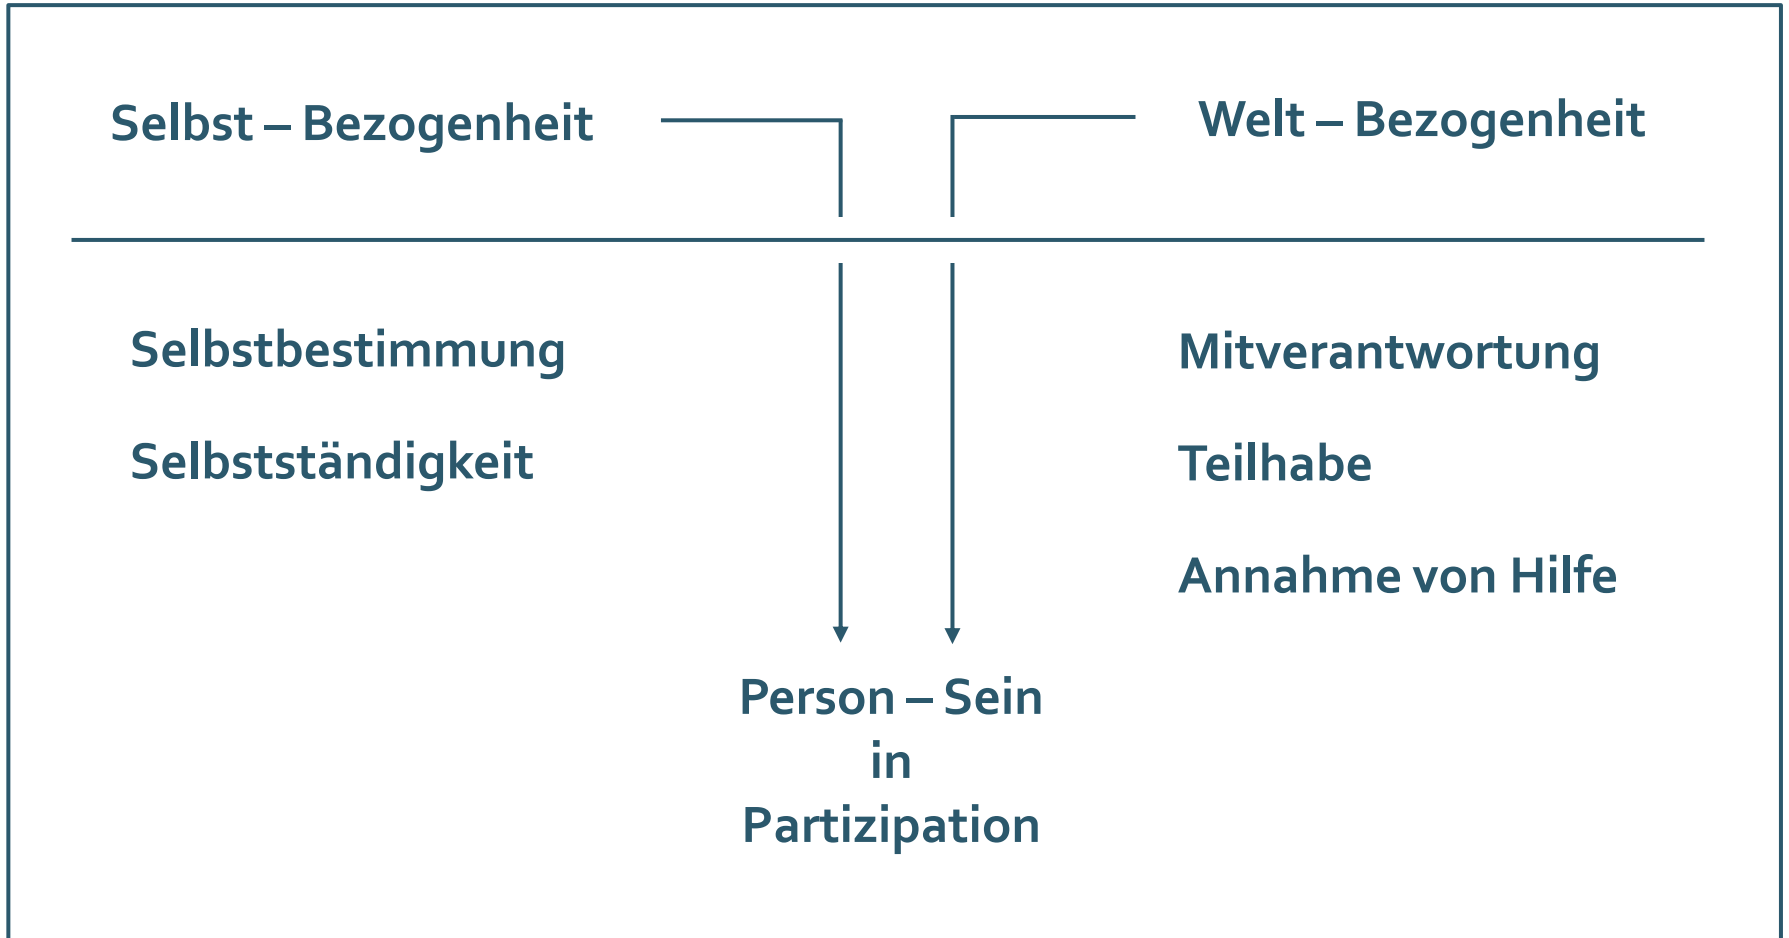 Selbst – Bezogenheit
Welt – Bezogenheit
Selbstbestimmung
Selbstständigkeit
Mitverantwortung
Teilhabe
Annahme von Hilfe
Person – Sein
in
Partizipation